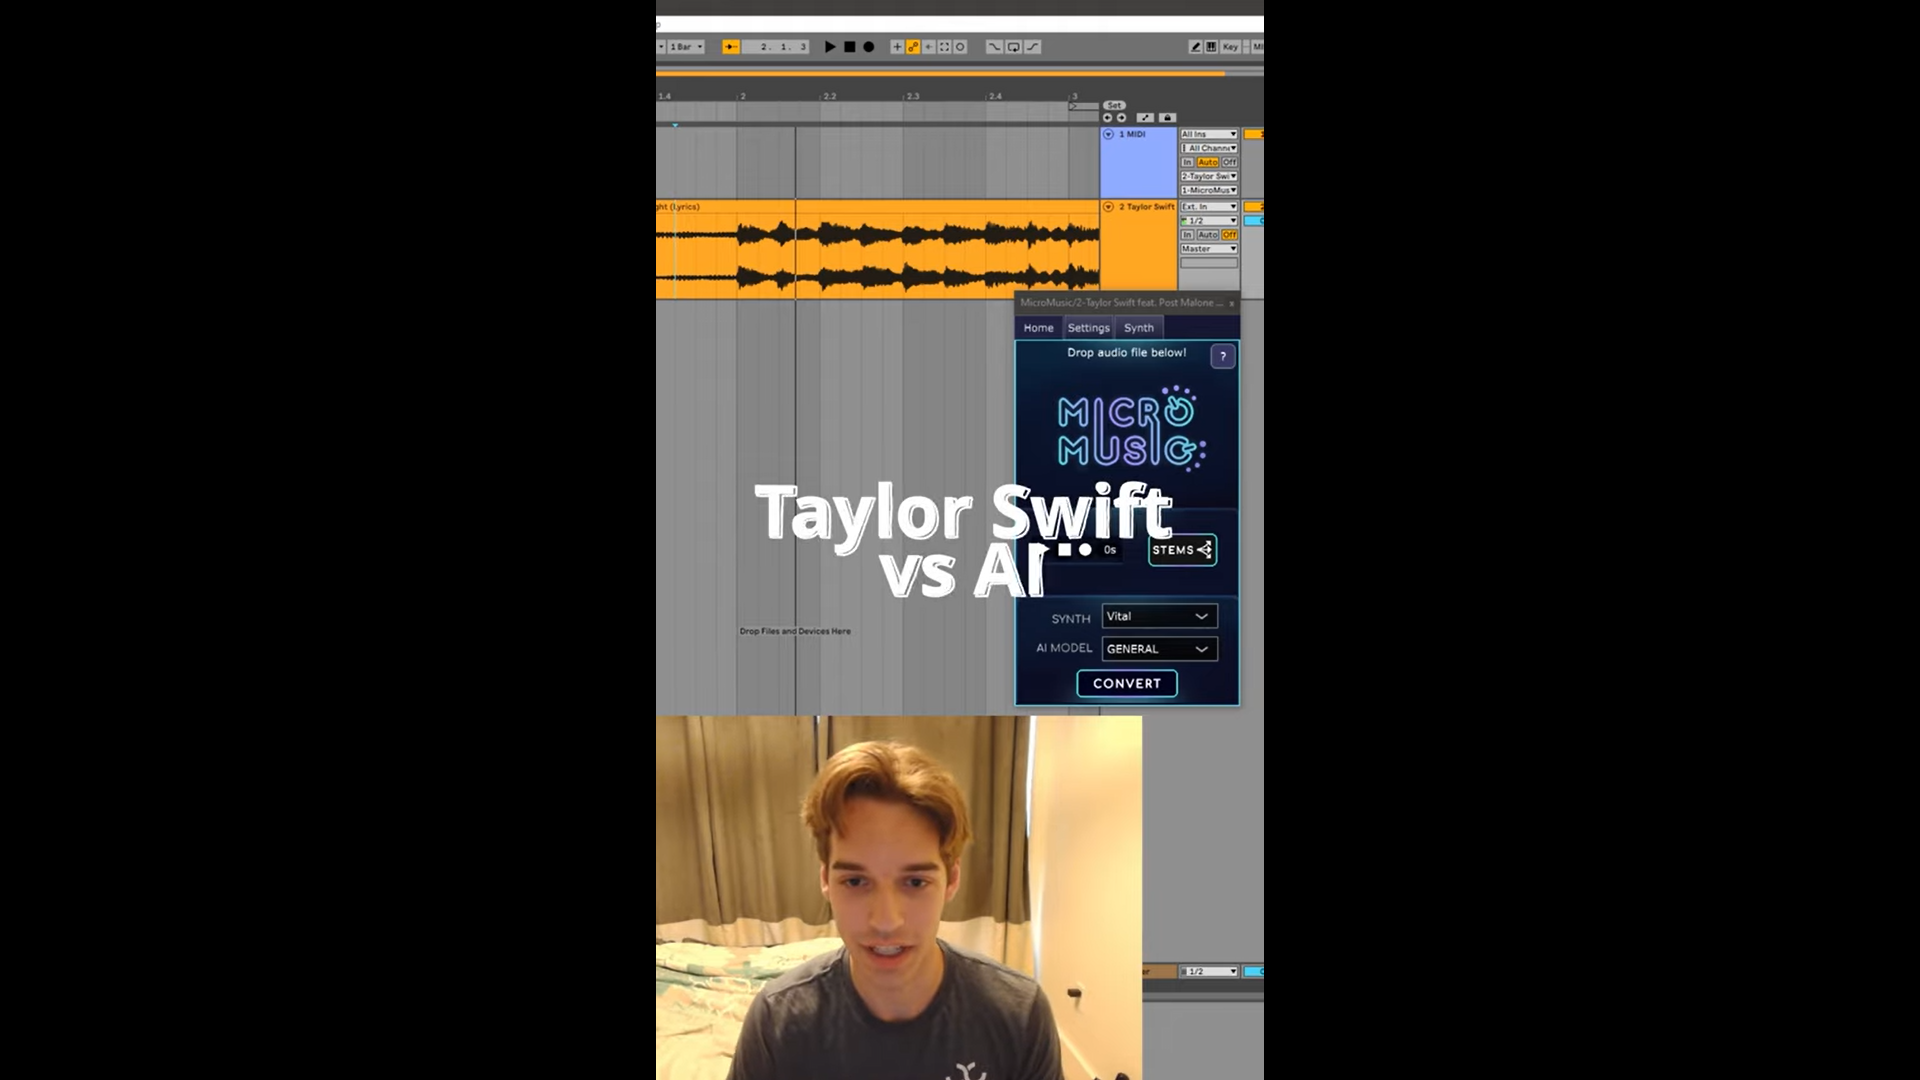 1 Bar
2. 1. 3
Key
1.4
2
2.2
2.3
2.4
3
Set
1 MIDI
All Ins
All Chann
In Auto Off
2-Taylor Swi
1-MicroMus
ght (Lyrics)
2 Taylor Swift
Ext. In
1/2
In Auto Off
Master
MicroMusic/2-Taylor Swift feat. Post Malone ...
x
Home Settings Synth
Drop audio file below!
?
MICRO
MUSIC
Taylor Swift
vs AI
0s
STEMS
SYNTH Vital
Drop Files and Devices Here
AI MODEL GENERAL
CONVERT
1/2